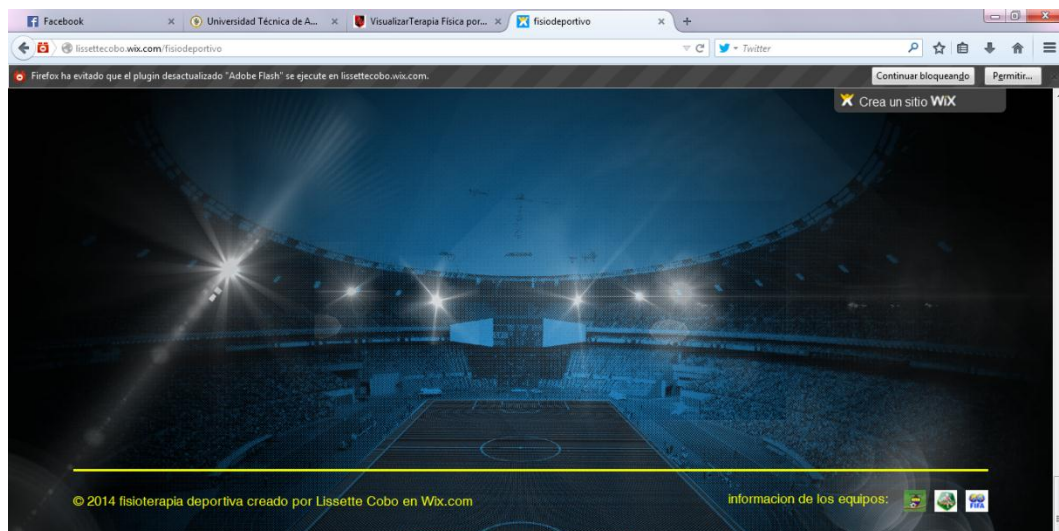 Facebook
Universidad Técnica de A...
VisualizarTerapia Física por...
fisiodeportivo
lissettecobo.wix.com/fisiodeportivo
Twitter
Firefox ha evitado que el plugin desactualizado "Adobe Flash" se ejecute en lissettecobo.wix.com.
Continuar bloqueando
Permitir...
Crea un sitio WiX
© 2014 fisioterapia deportiva creado por Lissette Cobo en Wix.com
informacion de los equipos:
FIFA